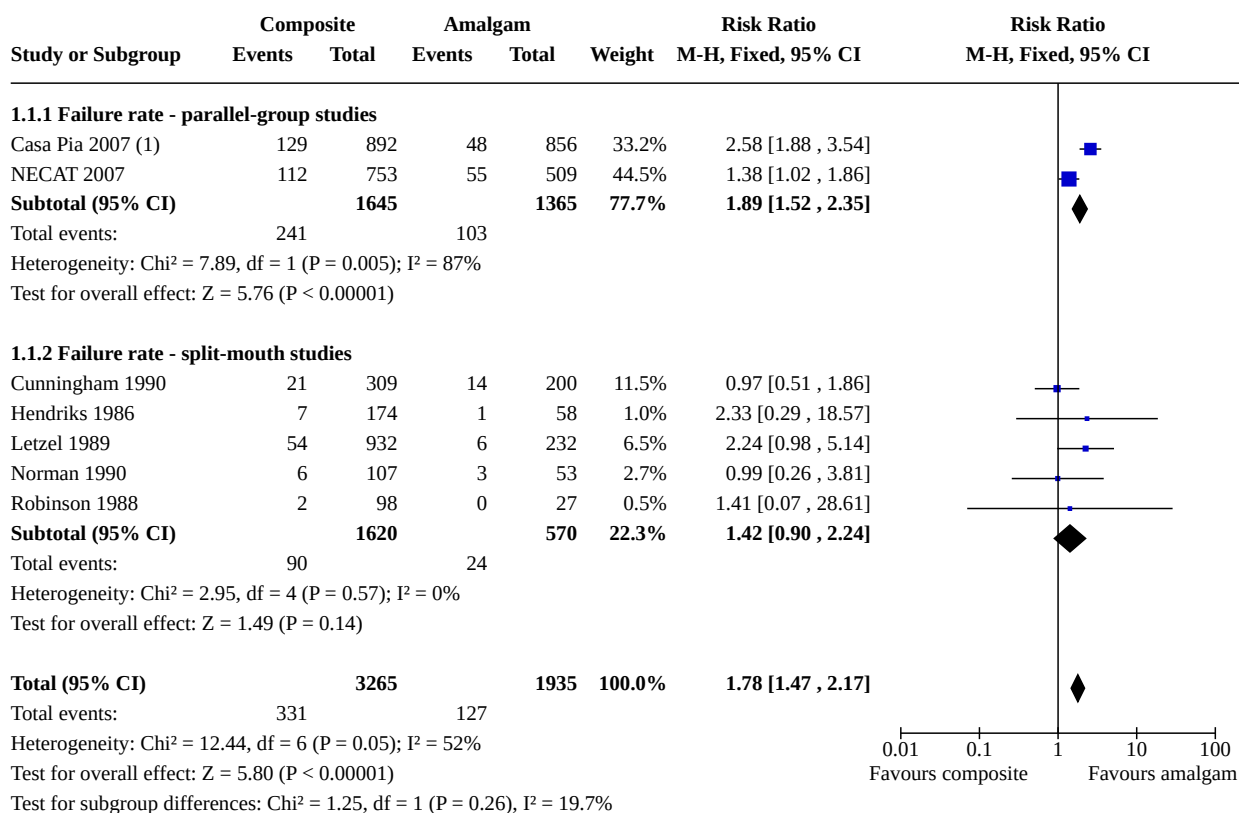 Composite Amalgam Risk Ratio Risk Ratio
Study or Subgroup Events Total Events Total Weight M-H, Fixed, 95% CI M-H, Fixed, 95% CI
1.1.1 Failure rate - parallel-group studies
Casa Pia 2007 (1) 129 892 48 856 33.2% 2.58 [1.88 , 3.54]
NECAT 2007 112 753 55 509 44.5% 1.38 [1.02 , 1.86]
Subtotal (95% CI) 1645 1365 77.7% 1.89 [1.52 , 2.35]
Total events: 241 103
Heterogeneity: Chi² = 7.89, df = 1 (P = 0.005); I² = 87%
Test for overall effect: Z = 5.76 (P < 0.00001)
1.1.2 Failure rate - split-mouth studies
Cunningham 1990 21 309 14 200 11.5% 0.97 [0.51 , 1.86]
Hendriks 1986 7 174 1 58 1.0% 2.33 [0.29 , 18.57]
Letzel 1989 54 932 6 232 6.5% 2.24 [0.98 , 5.14]
Norman 1990 6 107 3 53 2.7% 0.99 [0.26 , 3.81]
Robinson 1988 2 98 0 27 0.5% 1.41 [0.07 , 28.61]
Subtotal (95% CI) 1620 570 22.3% 1.42 [0.90 , 2.24]
Total events: 90 24
Heterogeneity: Chi² = 2.95, df = 4 (P = 0.57); I² = 0%
Test for overall effect: Z = 1.49 (P = 0.14)
Total (95% CI) 3265 1935 100.0% 1.78 [1.47 , 2.17]
Total events: 331 127
Heterogeneity: Chi² = 12.44, df = 6 (P = 0.05); I² = 52%
0.01 0.1 1 10 100
Test for overall effect: Z = 5.80 (P < 0.00001) Favours composite Favours amalgam
Test for subgroup differences: Chi² = 1.25, df = 1 (P = 0.26), I² = 19.7%